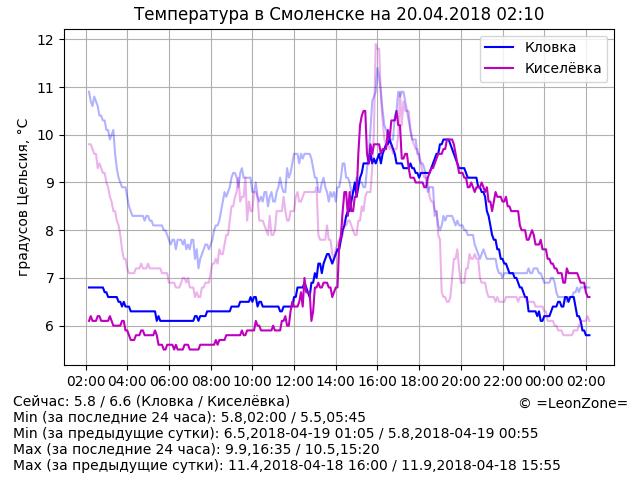 Температура в Смоленске на 20.04.2018 02:10
Кловка
Киселёвка
градусов Цельсия, °C
12
11
10
9
8
7
6
02:00 04:00 06:00 08:00 10:00 12:00 14:00 16:00 18:00 20:00 22:00 00:00 02:00
Сейчас: 5.8 / 6.6 (Кловка / Киселёвка)
© =LeonZone=
Min (за последние 24 часа): 5.8,02:00 / 5.5,05:45
Min (за предыдущие сутки): 6.5,2018-04-19 01:05 / 5.8,2018-04-19 00:55
Max (за последние 24 часа): 9.9,16:35 / 10.5,15:20
Max (за предыдущие сутки): 11.4,2018-04-18 16:00 / 11.9,2018-04-18 15:55